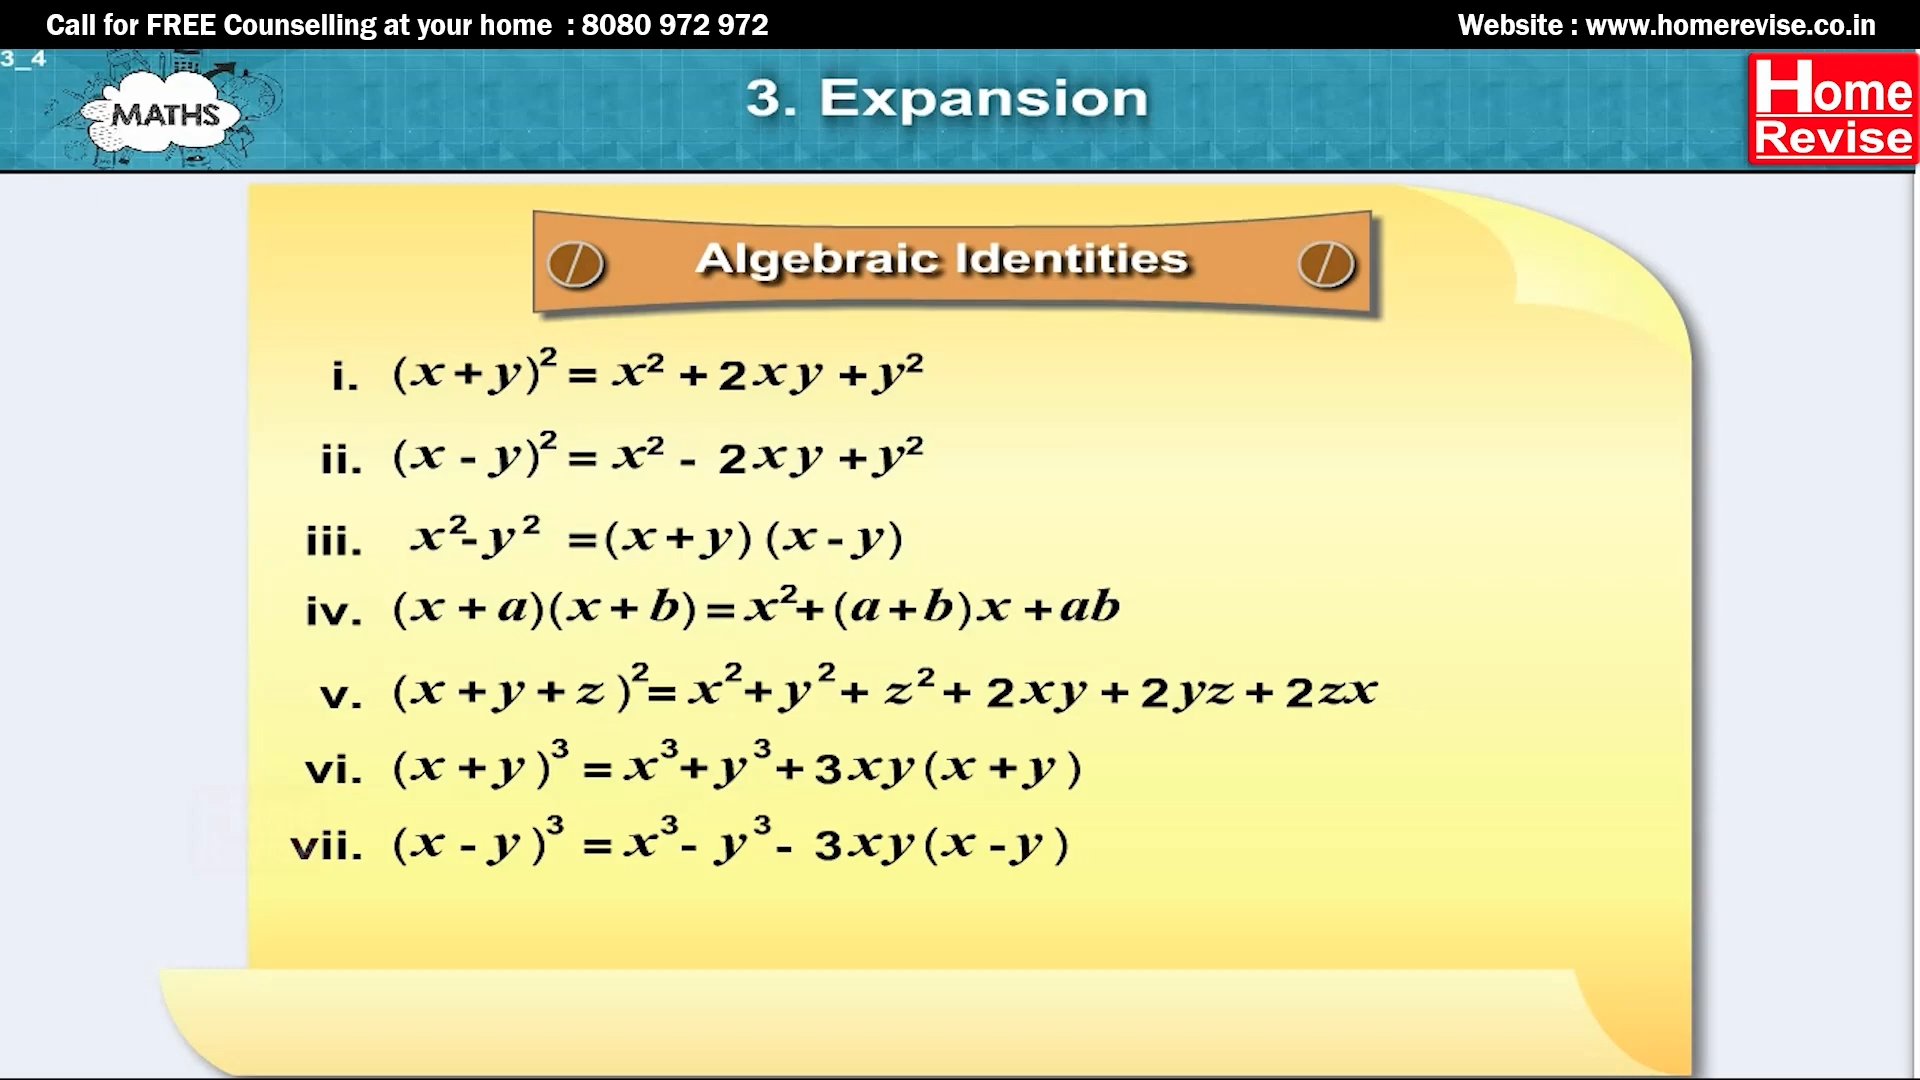 Call for FREE Counselling at your home : 8080 972 972
Website : www.homerevise.co.in
3_4
MATHS
3. Expansion
Home
Revise
Algebraic Identities
i. (x + y)² = x² + 2xy + y²
ii. (x - y)² = x² - 2xy + y²
iii. x² - y² = (x + y) (x - y)
iv. (x + a)(x + b) = x² + (a + b)x + ab
v. (x + y + z)² = x² + y² + z² + 2xy + 2yz + 2zx
vi. (x + y)³ = x³ + y³ + 3xy(x + y)
vii. (x - y)³ = x³ - y³ - 3xy(x - y)